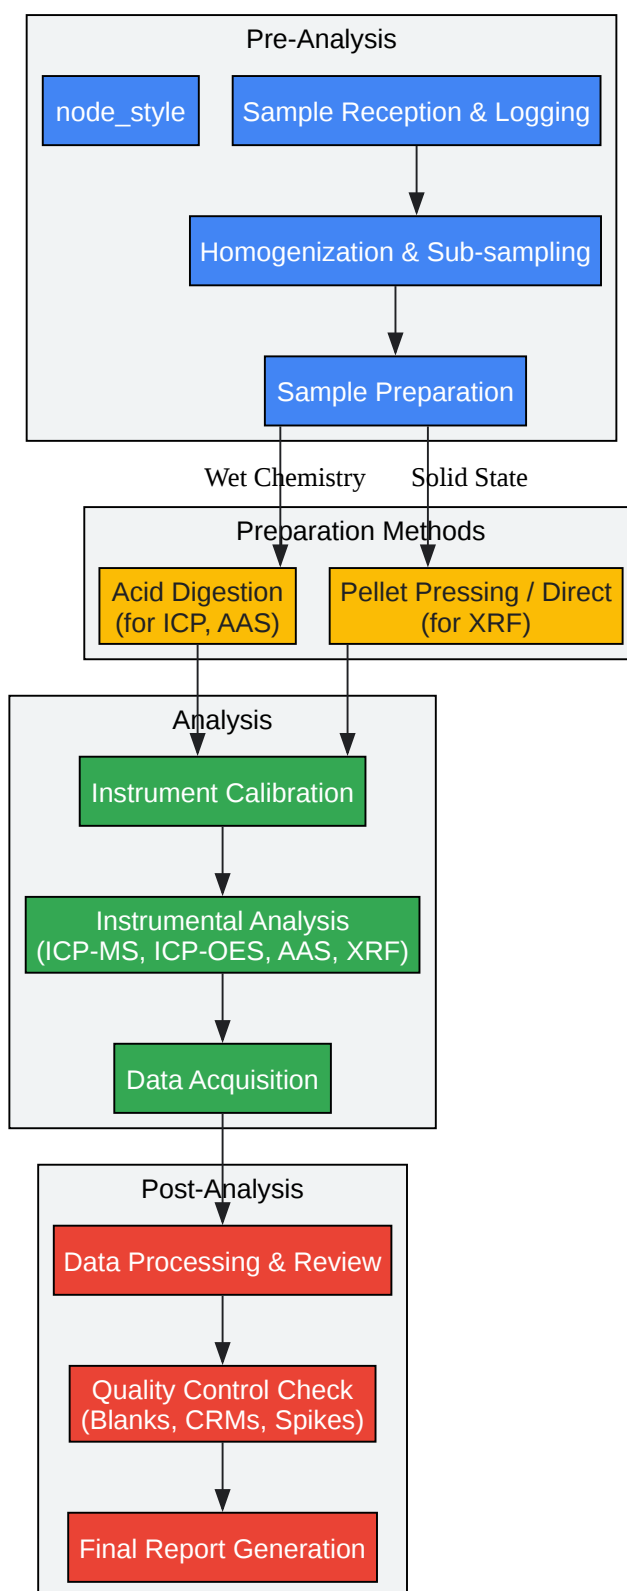 Pre-Analysis
node_style
Sample Reception & Logging
Homogenization & Sub-sampling
Sample Preparation
Wet Chemistry
Solid State
Preparation Methods
Acid Digestion
(for ICP, AAS)
Pellet Pressing / Direct
(for XRF)
Analysis
Instrument Calibration
Instrumental Analysis
(ICP-MS, ICP-OES, AAS, XRF)
Data Acquisition
Post-Analysis
Data Processing & Review
Quality Control Check
(Blanks, CRMs, Spikes)
Final Report Generation